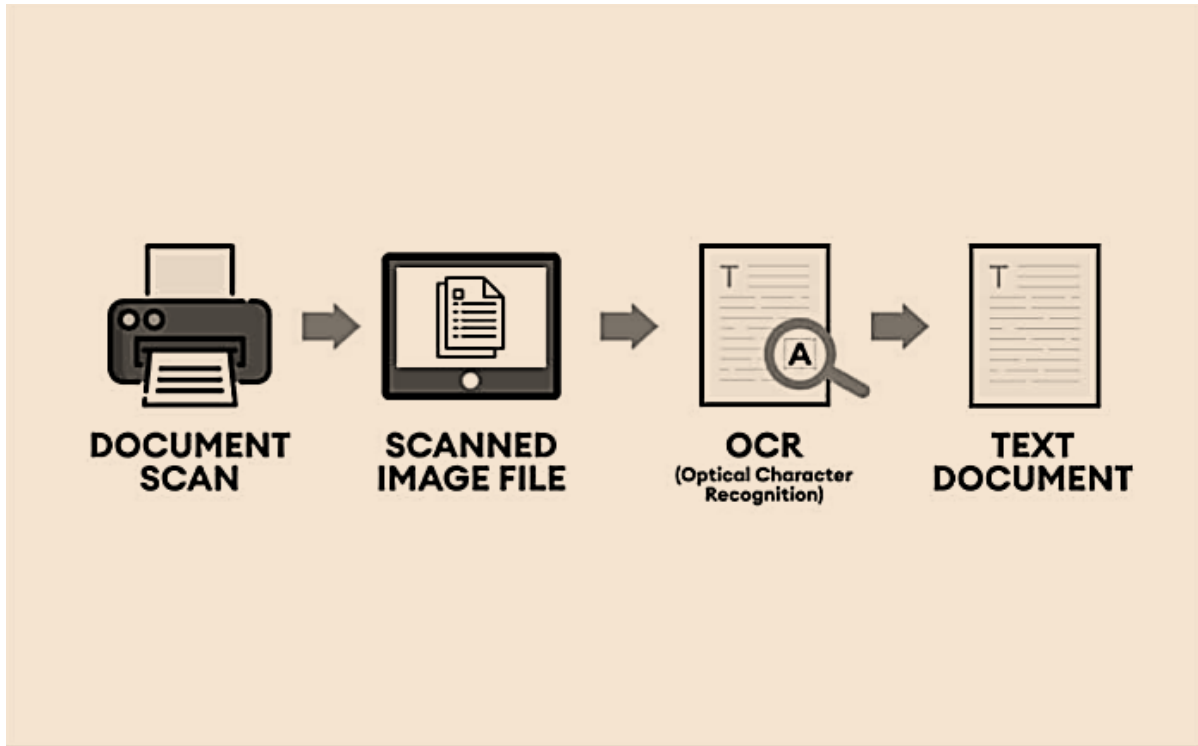 DOCUMENT
SCAN
SCANNED
IMAGE FILE
T
A
OCR
(Optical Character
Recognition)
T
TEXT
DOCUMENT